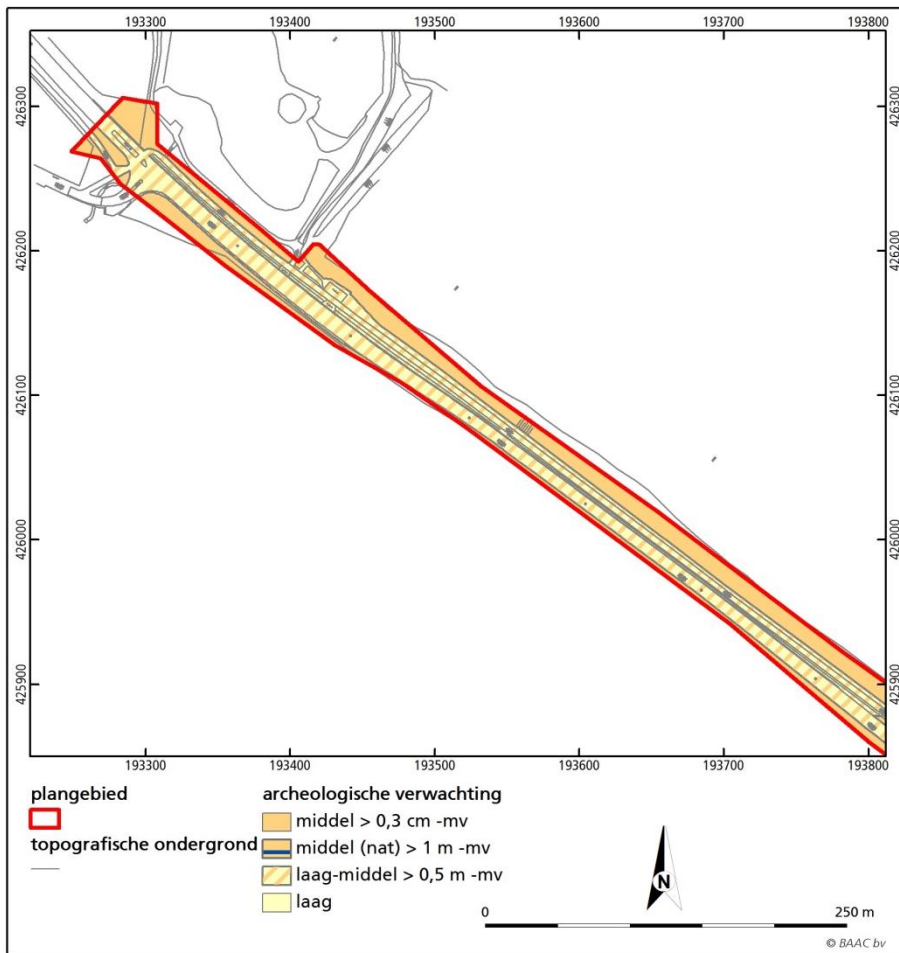 193300 193400 193500 193600 193700 193800
426300 426300
426200 426200
426100 426100
426000 426000
425900 425900
193300 193400 193500 193600 193700 193800
plangebied
topografische ondergrond
archeologische verwachting
middel > 0,3 cm -mv
middel (nat) > 1 m -mv
laag-middel > 0,5 m -mv
laag
N
0 250 m
© BAAC bv